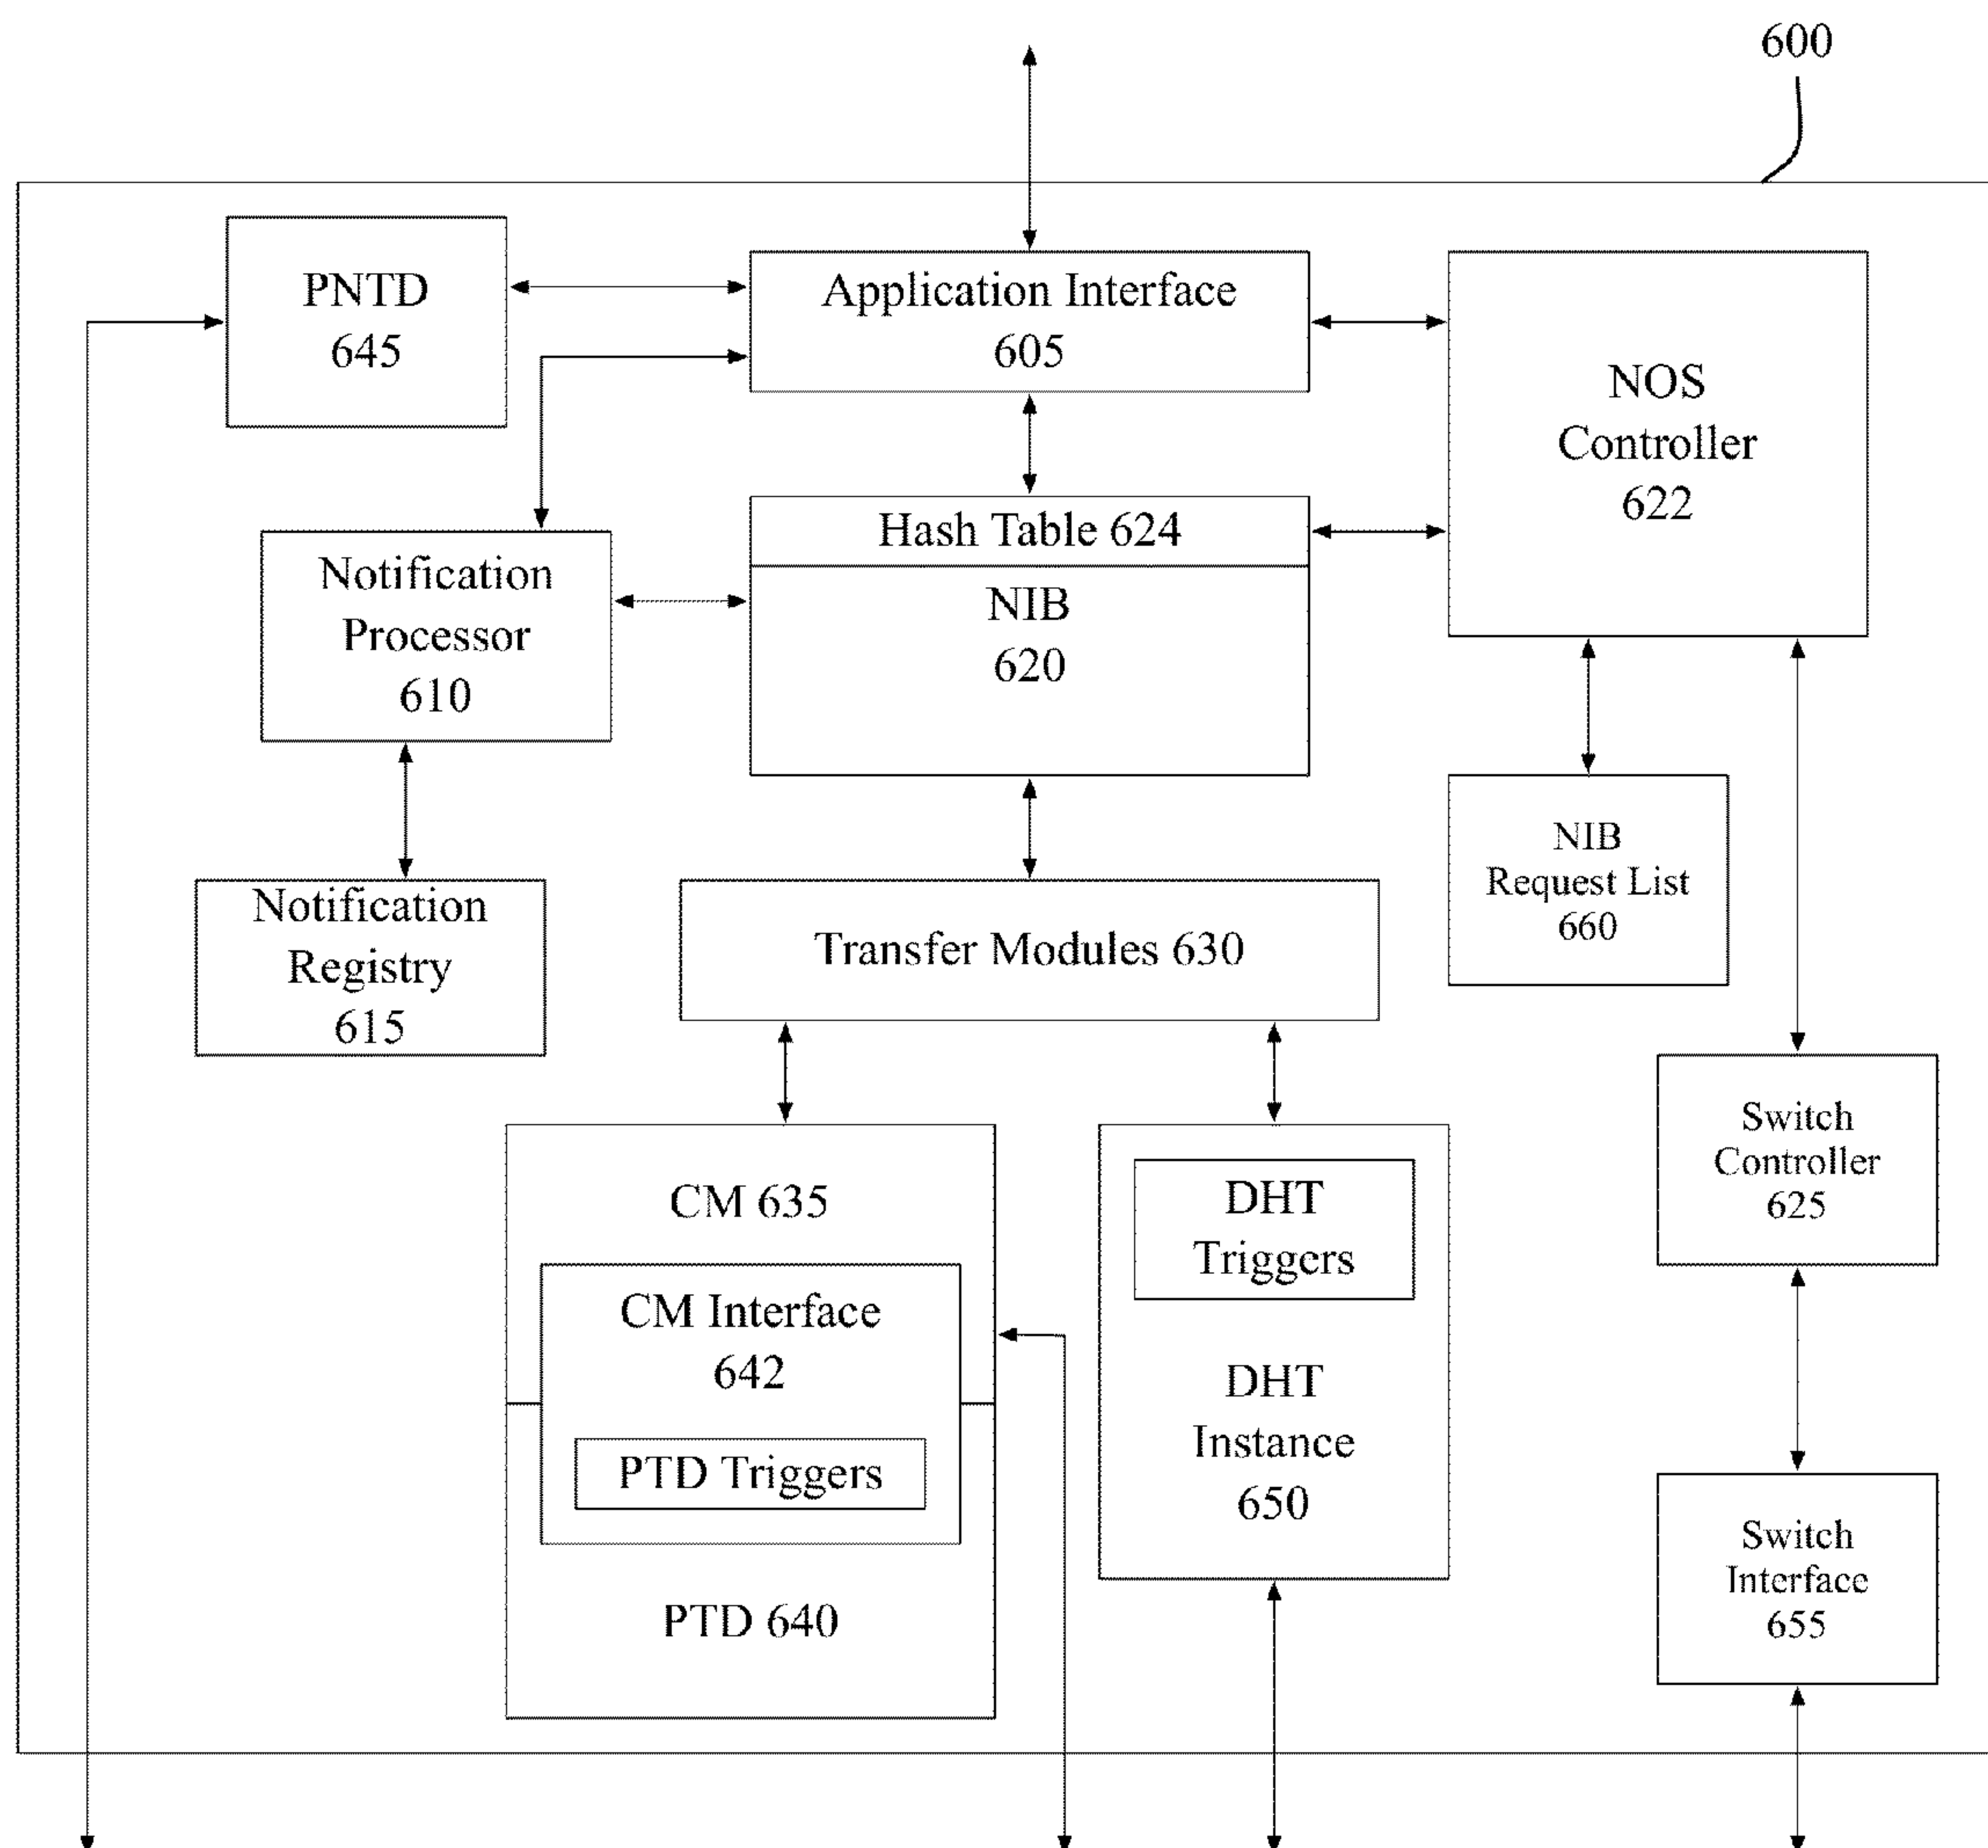 600
PNTD
645
Application Interface
605
NOS
Controller
622
Hash Table 624
NIB
620
Notification
Processor
610
Notification
Registry
615
NIB
Request List
660
Transfer Modules 630
Switch
Controller
625
CM 635
CM Interface
642
PTD Triggers
PTD 640
DHT
Triggers
DHT
Instance
650
Switch
Interface
655